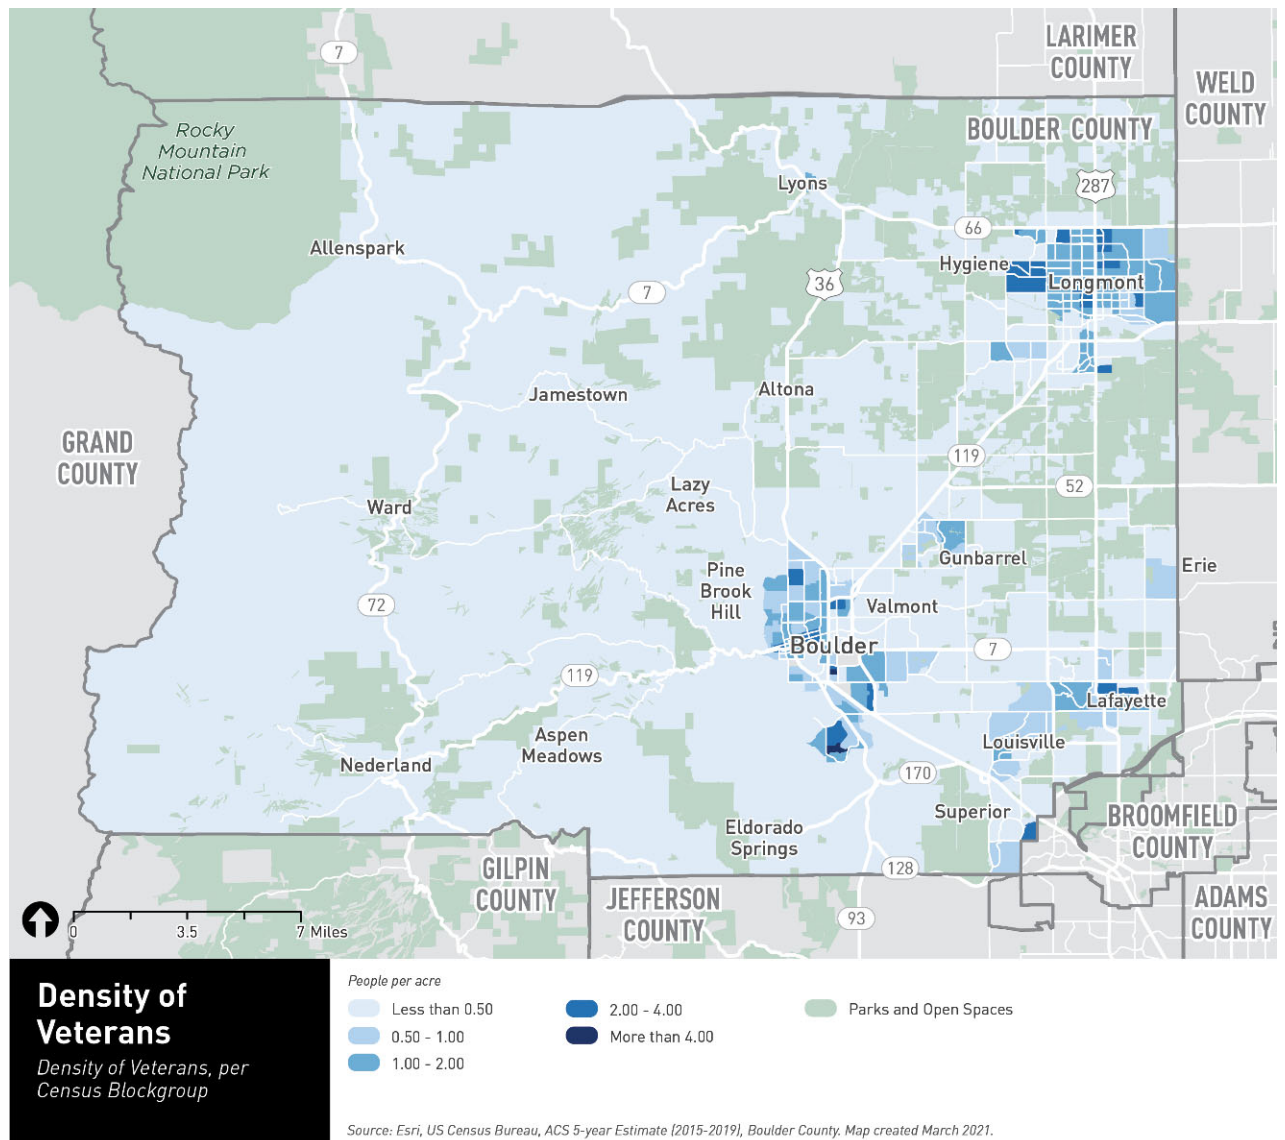 7
LARIMER
COUNTY
WELD
COUNTY
Rocky
Mountain
National Park
BOULDER COUNTY
Lyons
287
66
Allenspark
Hygiene
36
Longmont
7
Jamestown
Altona
GRAND
COUNTY
119
Lazy
Acres
52
Ward
Gunbarrel
Erie
Pine
Brook
Hill
72
Valmont
Boulder
7
119
Lafayette
Aspen
Meadows
Louisville
Nederland
170
Superior
BROOMFIELD
COUNTY
Eldorado
Springs
GILPIN
COUNTY
128
JEFFERSON
COUNTY
93
ADAMS
COUNTY
0 3.5 7 Miles
Density of
Veterans
Density of Veterans, per
Census Blockgroup
People per acre
Less than 0.50
0.50 - 1.00
1.00 - 2.00
2.00 - 4.00
More than 4.00
Parks and Open Spaces
Source: Esri, US Census Bureau, ACS 5-year Estimate (2015-2019), Boulder County. Map created March 2021.